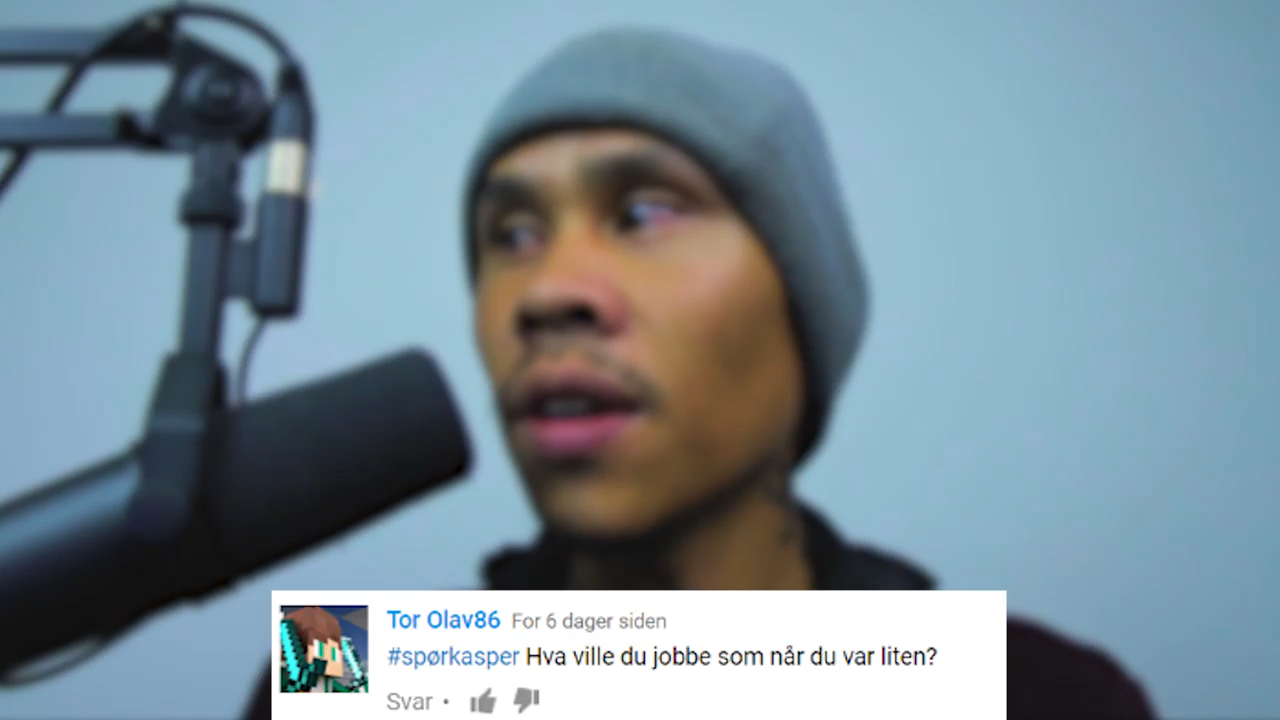 Tor Olav86 For 6 dager siden
#spørkasper Hva ville du jobbe som når du var liten?
Svar •